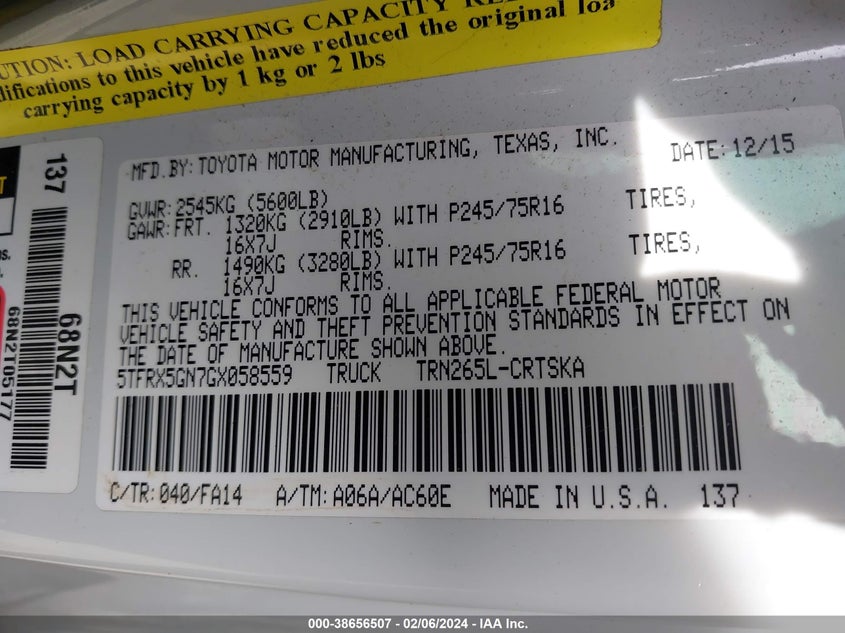 UTION: LOAD CARRYING CAPACITY RE
difications to this vehicle have reduced the original loa
carrying capacity by 1 kg or 2 lbs
MFD.BY: TOYOTA MOTOR MANUFACTURING, TEXAS, INC. DATE: 12/15
GVWR: 2545KG (5600LB)
GAWR: FRT. 1320KG (2910LB) WITH P245/75R16 TIRES,
16X7J RIMS.
RR. 1490KG (3280LB) WITH P245/75R16 TIRES,
16X7J RIMS.
THIS VEHICLE CONFORMS TO ALL APPLICABLE FEDERAL MOTOR
VEHICLE SAFETY AND THEFT PREVENTION STANDARDS IN EFFECT ON
THE DATE OF MANUFACTURE SHOWN ABOVE.
5TFRX5GN7GX058559 TRUCK TRN265L-CRTSKA
C/TR: 040/FA14 A/TM: A06A/AC60E MADE IN U.S.A. 137
137
68N2T
68N2T05177
000-38656507 - 02/06/2024 - IAA Inc.